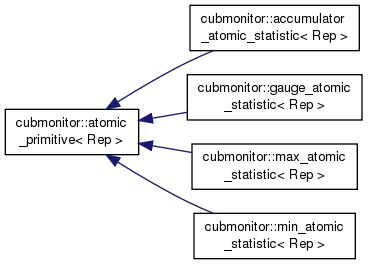 cubmonitor::accumulator
_atomic_statistic< Rep >
cubmonitor::gauge_atomic
_statistic< Rep >
cubmonitor::atomic
_primitive< Rep >
cubmonitor::max_atomic
_statistic< Rep >
cubmonitor::min_atomic
_statistic< Rep >